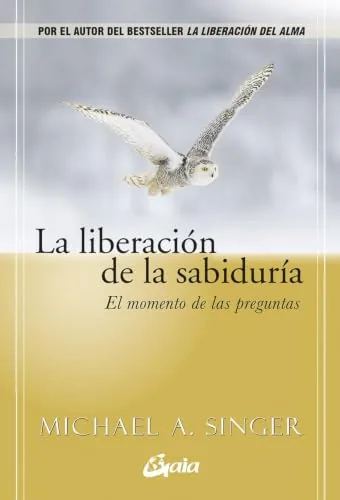 POR EL AUTOR DEL BESTSELLER LA LIBERACIÓN DEL ALMA
La liberación
de la sabiduría
El momento de las preguntas
MICHAEL A. SINGER
Gaia